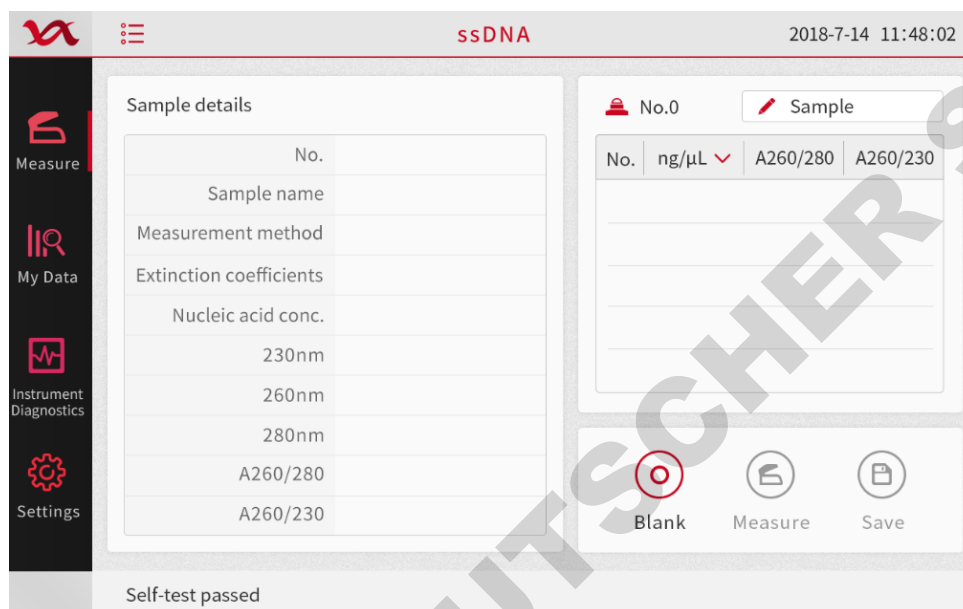 ssDNA
2018-7-14 11:48:02
Measure
My Data
Instrument
Diagnostics
Settings
Sample details
No.
Sample name
Measurement method
Extinction coefficients
Nucleic acid conc.
230nm
260nm
280nm
A260/280
A260/230
No.0
Sample
No. ng/μL A260/280 A260/230
Blank Measure Save
Self-test passed
UTSCHER S